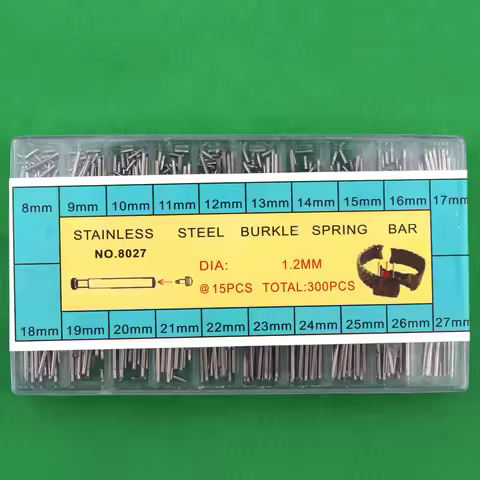 8mm 9mm 10mm 11mm 12mm 13mm 14mm 15mm 16mm 17mm
STAINLESS STEEL BURKLE SPRING BAR
NO.8027
DIA: 1.2MM
@15PCS TOTAL:300PCS
18mm 19mm 20mm 21mm 22mm 23mm 24mm 25mm 26mm 27mm